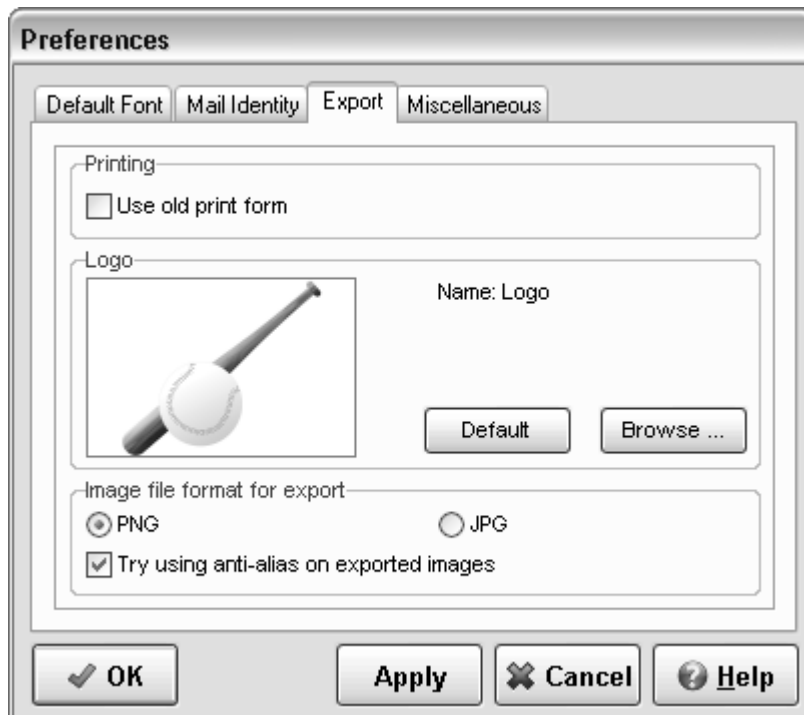 Preferences
Default Font Mail Identity Export Miscellaneous
Printing
Use old print form
Logo
Name: Logo
Default Browse ...
Image file format for export
PNG JPG
Try using anti-alias on exported images
OK Apply Cancel Help